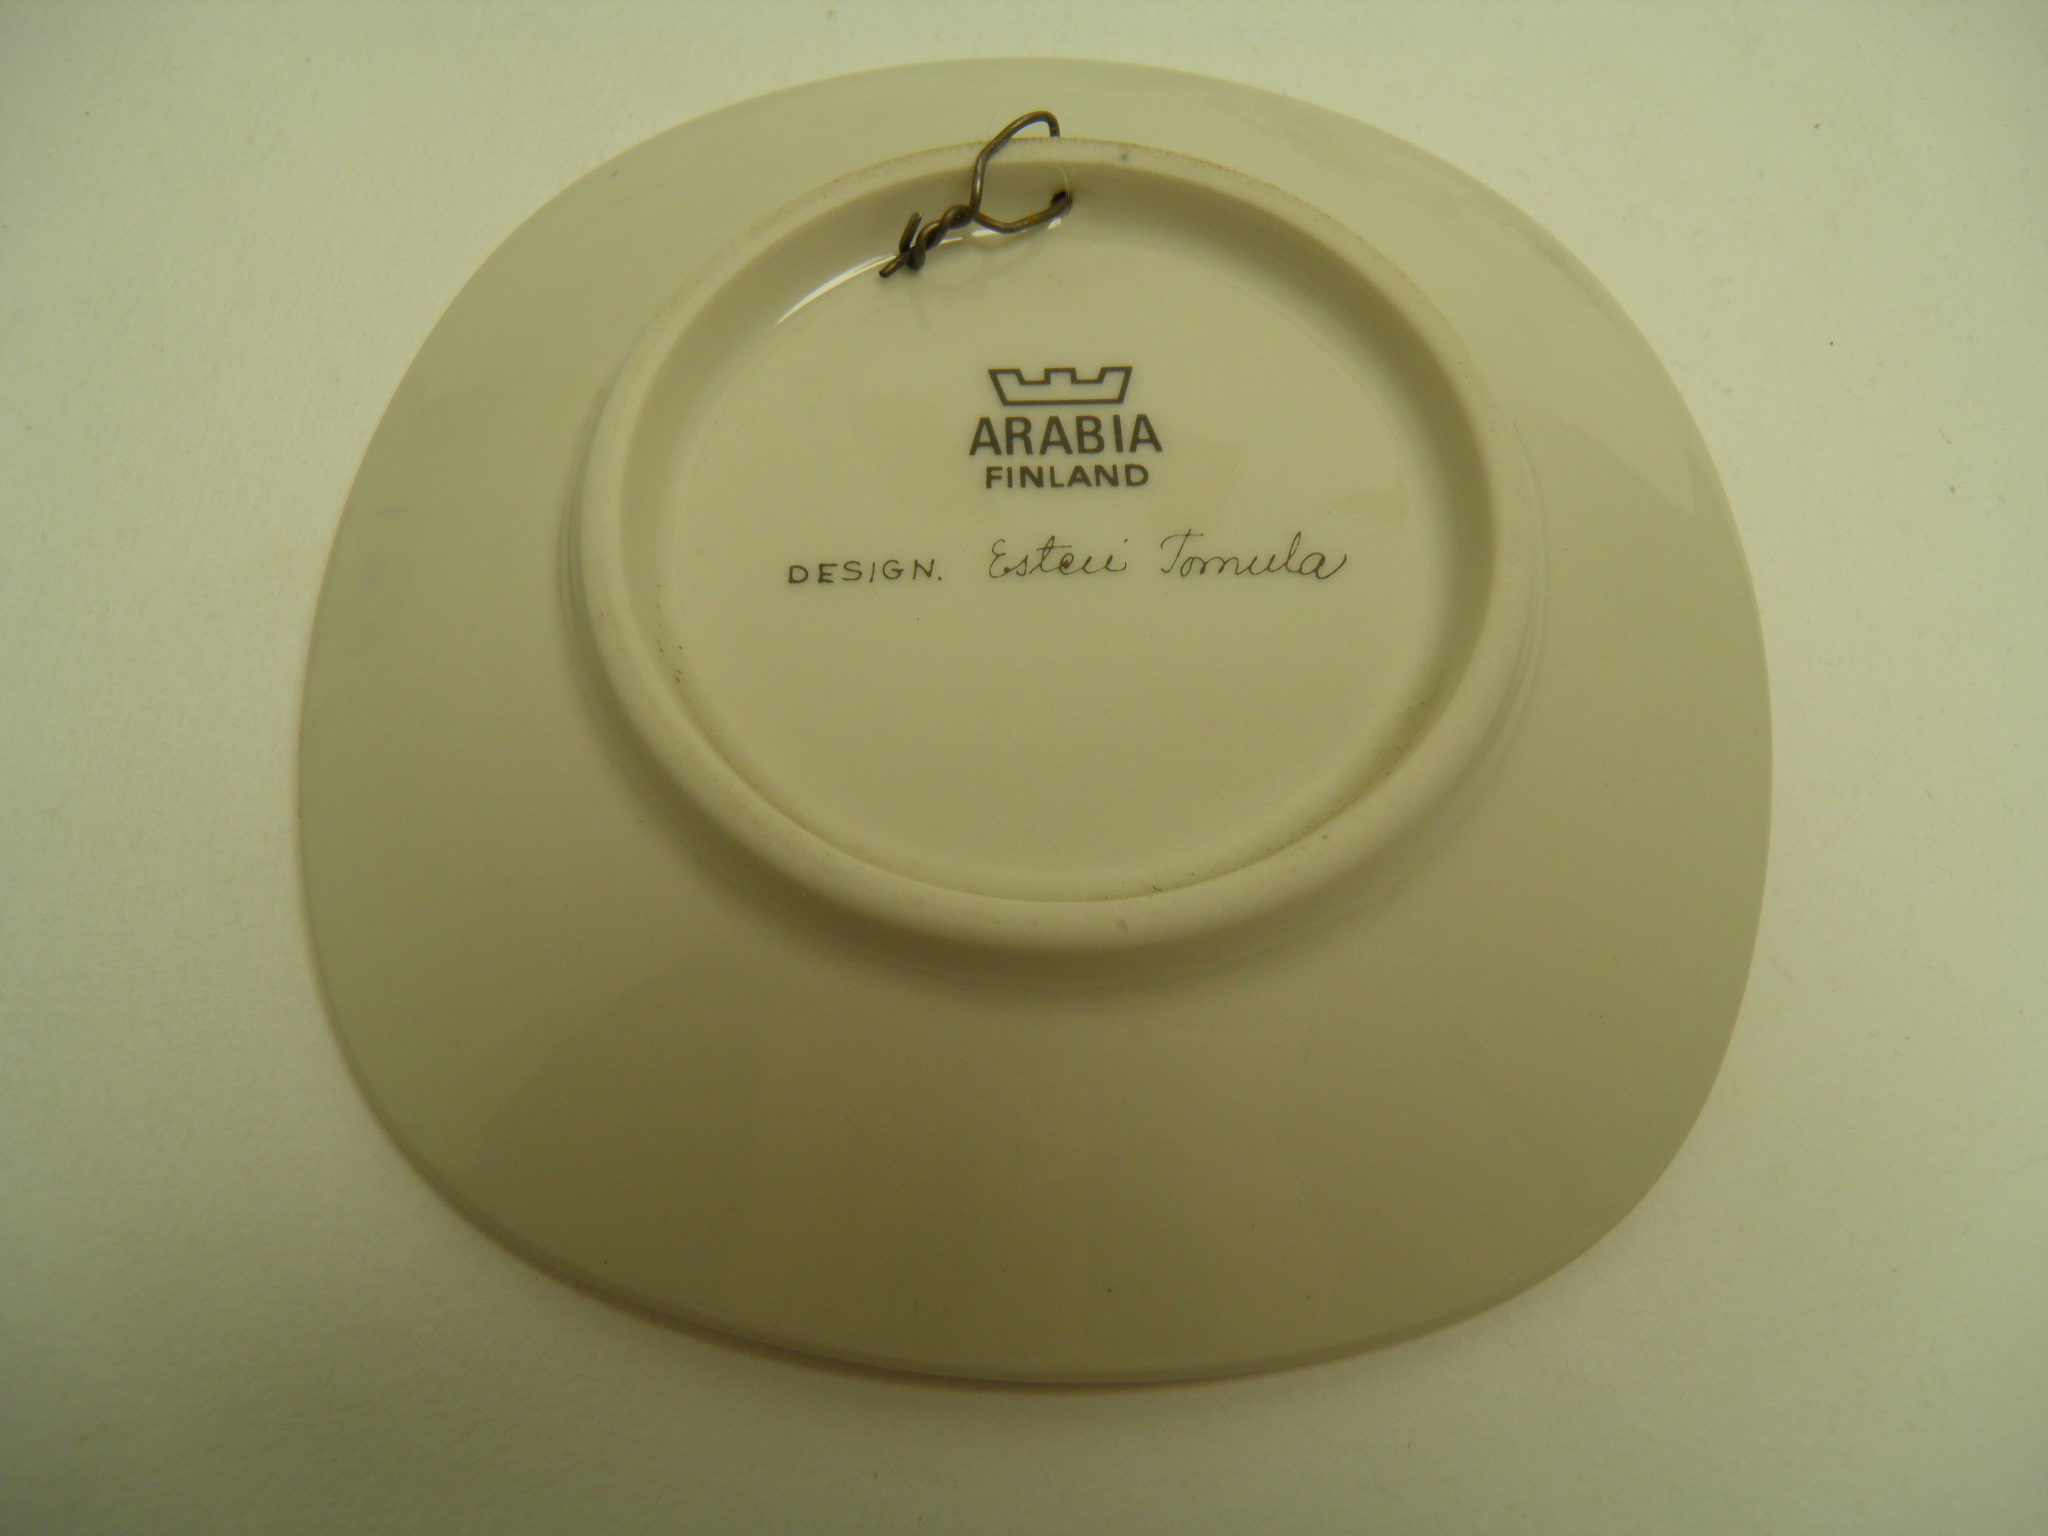 ARABIA
FINLAND
DESIGN. Esteri Tomula